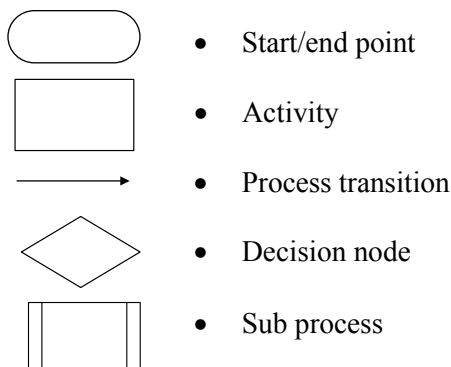 • Start/end point
• Activity
• Process transition
• Decision node
• Sub process